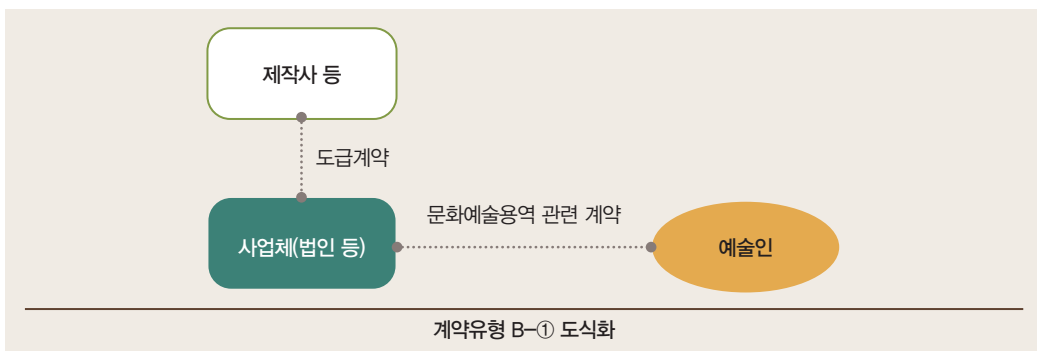 제작사 등
도급계약
문화예술용역 관련 계약
사업체(법인 등)
예술인
계약유형 B-① 도식화